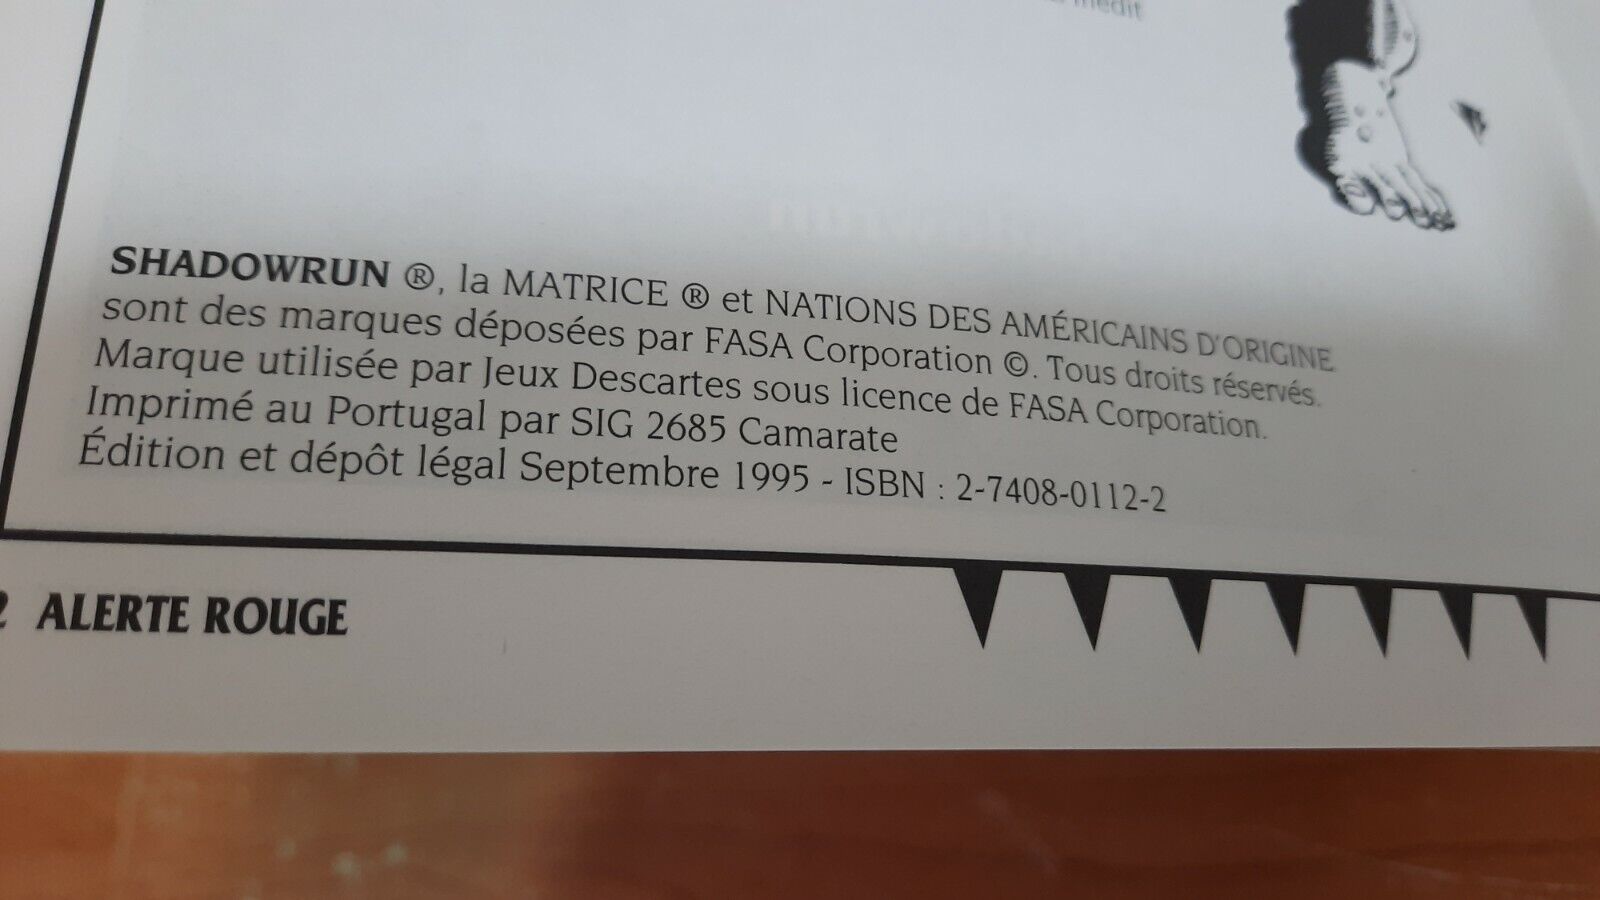 inédit
SHADOWRUN ®, la MATRICE ® et NATIONS DES AMÉRICAINS D'ORIGINE
sont des marques déposées par FASA Corporation ©. Tous droits réservés.
Marque utilisée par Jeux Descartes sous licence de FASA Corporation.
Imprimé au Portugal par SIG 2685 Camarate
Édition et dépôt légal Septembre 1995 - ISBN : 2-7408-0112-2
2 ALERTE ROUGE